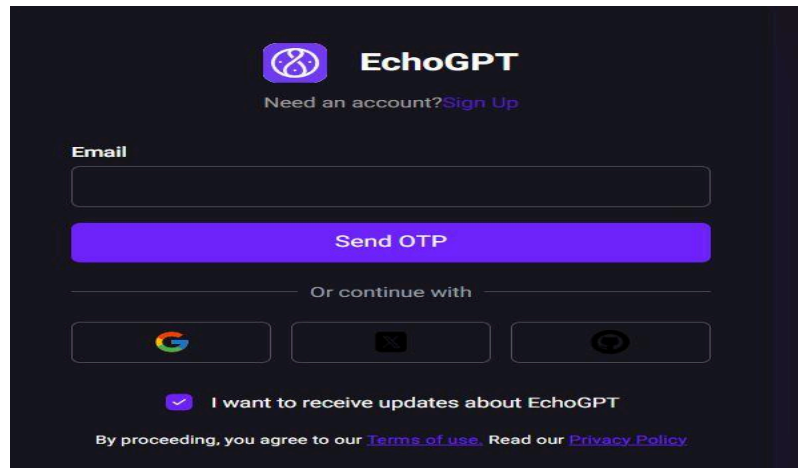 EchoGPT
Need an account?Sign Up
Email
Send OTP
Or continue with
I want to receive updates about EchoGPT
By proceeding, you agree to our Terms of use. Read our Privacy Policy